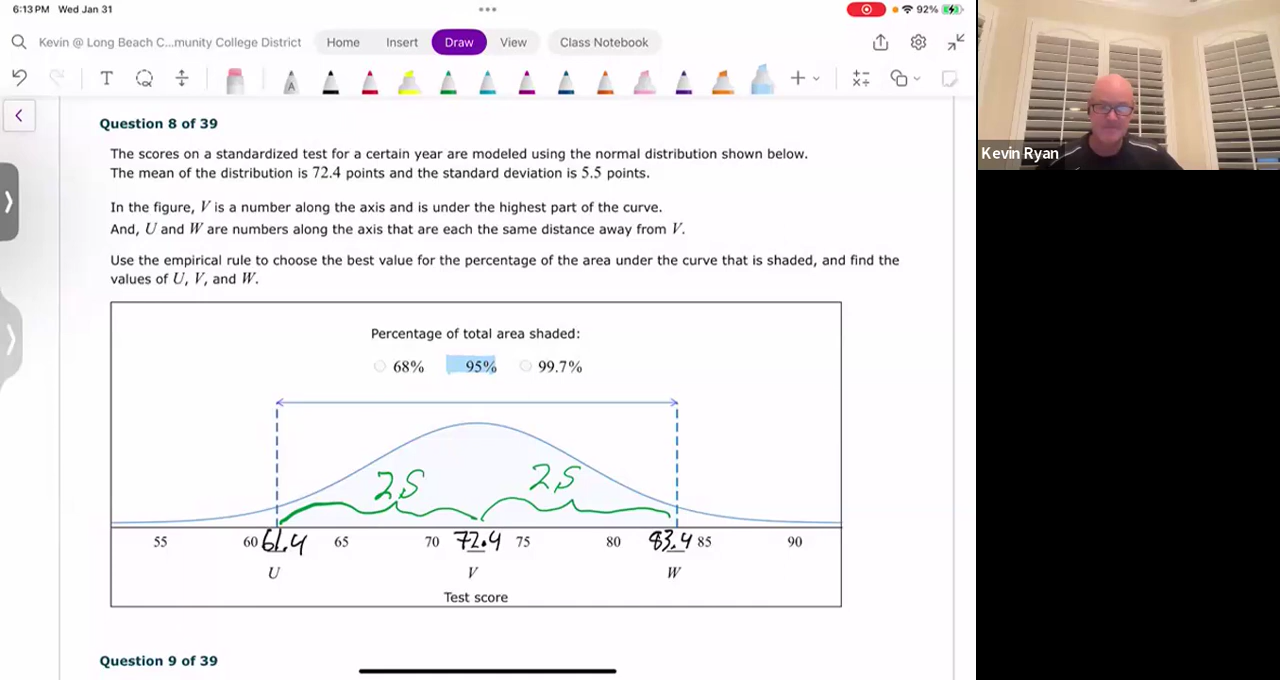 6:13 PM Wed Jan 31
92%
Kevin @ Long Beach C...munity College District
Home Insert Draw View Class Notebook
T
A
Kevin Ryan
Question 8 of 39
The scores on a standardized test for a certain year are modeled using the normal distribution shown below.
The mean of the distribution is 72.4 points and the standard deviation is 5.5 points.
In the figure, V is a number along the axis and is under the highest part of the curve.
And, U and W are numbers along the axis that are each the same distance away from V.
Use the empirical rule to choose the best value for the percentage of the area under the curve that is shaded, and find the
values of U, V, and W.
Percentage of total area shaded:
68% 95% 99.7%
2S 2S
55 60 61.4 65 70 72.4 75 80 83.4 85 90
U V W
Test score
Question 9 of 39